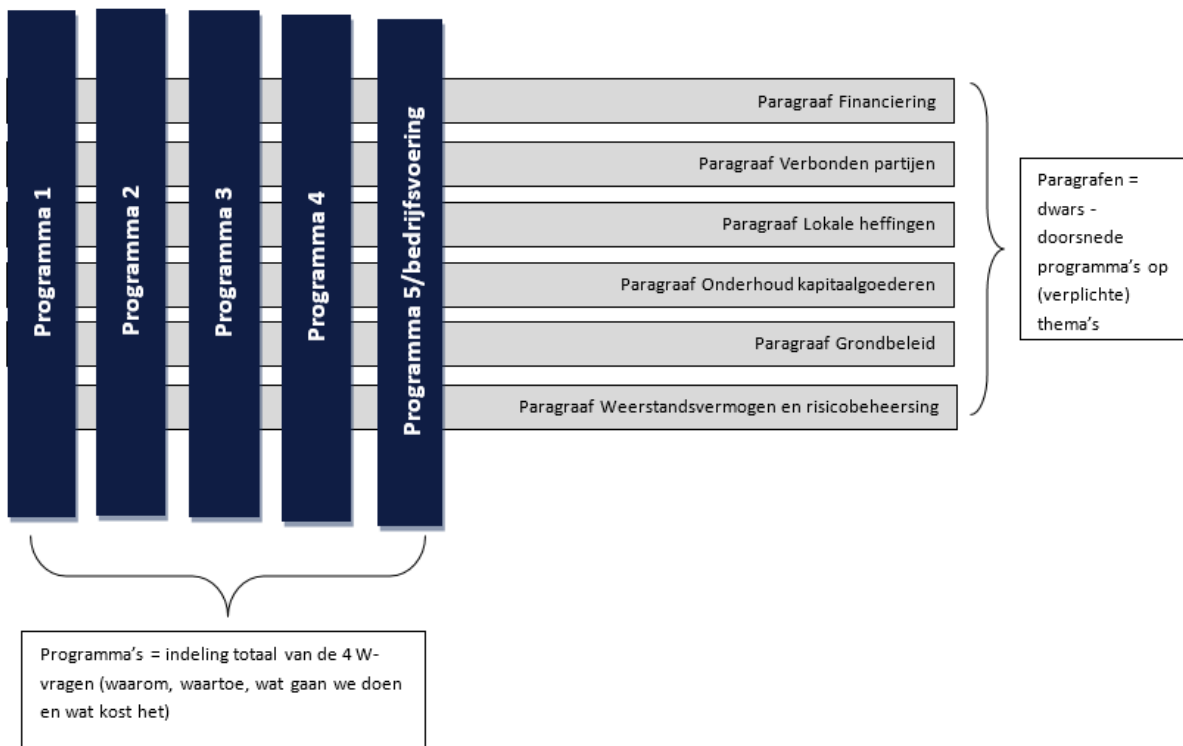 Programma 1
Programma 2
Programma 3
Programma 4
Programma 5/bedrijfsvoering
Paragraaf Financiering
Paragraaf Verbonden partijen
Paragraaf Lokale heffingen
Paragraaf Onderhoud kapitaalgoederen
Paragraaf Grondbeleid
Paragraaf Weerstandsvermogen en risicobeheersing
Paragrafen =
dwars -
doorsnede
programma's op
(verplichte)
thema's
Programma's = indeling totaal van de 4 W-
vragen (waarom, waartoe, wat gaan we doen
en wat kost het)